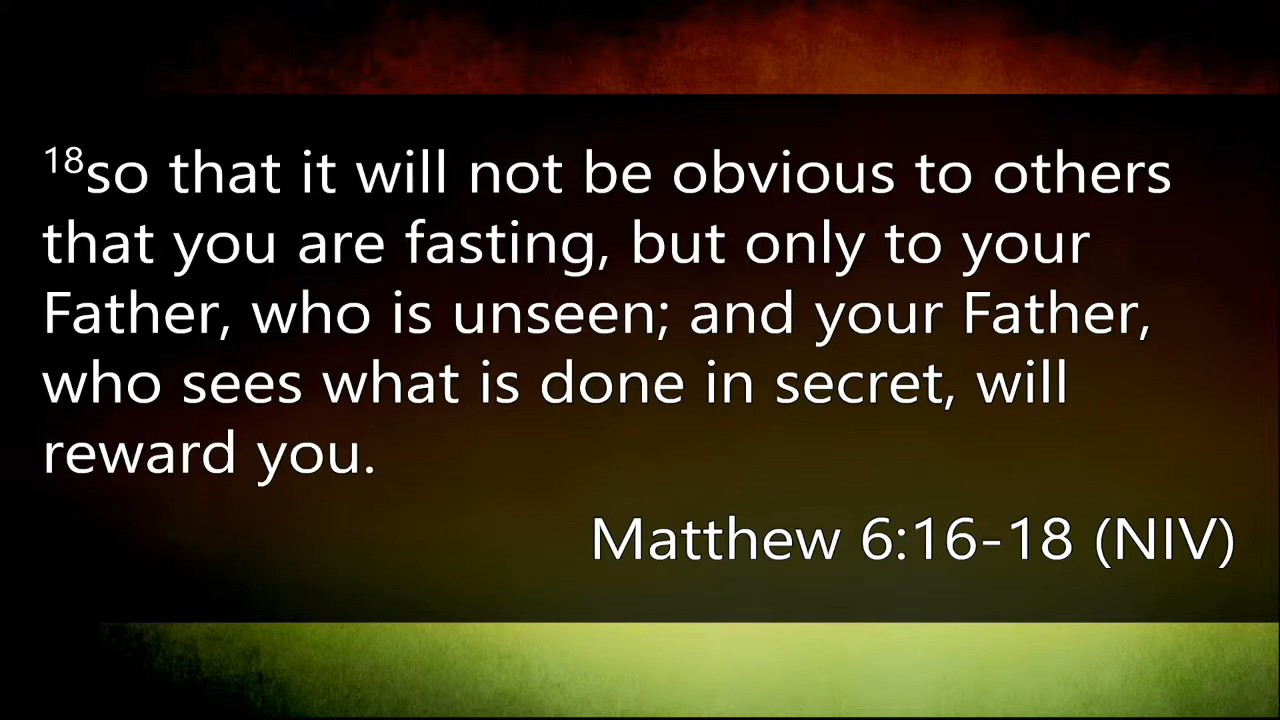 ¹⁸so that it will not be obvious to others
that you are fasting, but only to your
Father, who is unseen; and your Father,
who sees what is done in secret, will
reward you.
Matthew 6:16-18 (NIV)